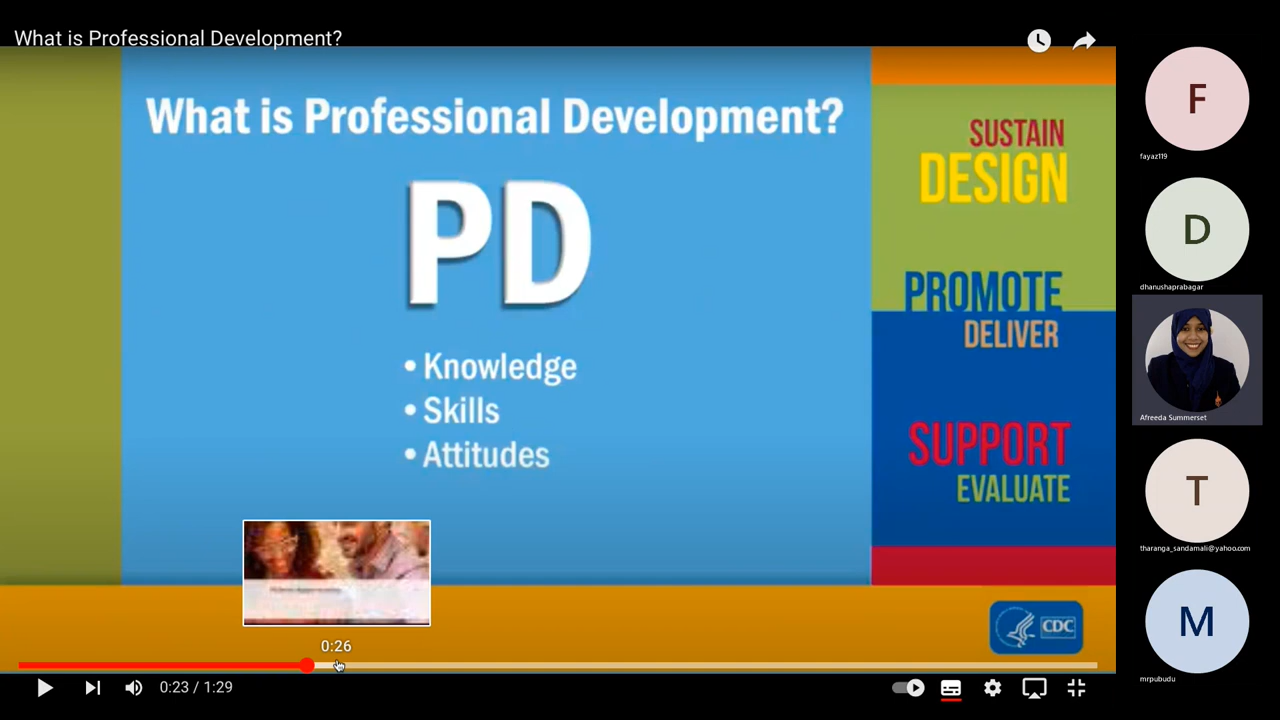 What is Professional Development?
What is Professional Development?
PD
• Knowledge
• Skills
• Attitudes
SUSTAIN
DESIGN
PROMOTE
DELIVER
SUPPORT
EVALUATE
CDC
0:26
0:23 / 1:29
F
fayaz119
D
dhanushaprabagar
Afreeda Summerset
T
tharanga_sandamali@yahoo.com
M
mrpubudu